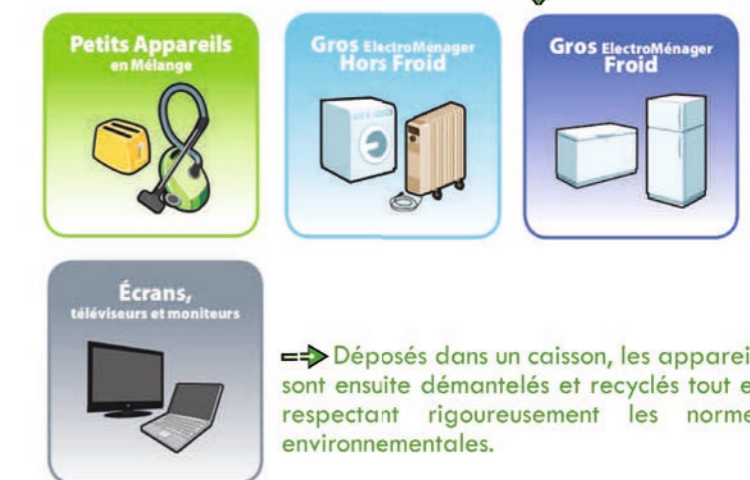 Petits Appareils
en Mélange
Gros ElectroMénager
Hors Froid
Gros ElectroMénager
Froid
Écrans,
téléviseurs et moniteurs
Déposés dans un caisson, les appareil
sont ensuite démantelés et recyclés tout e
respectant rigoureusement les norme
environnementales.